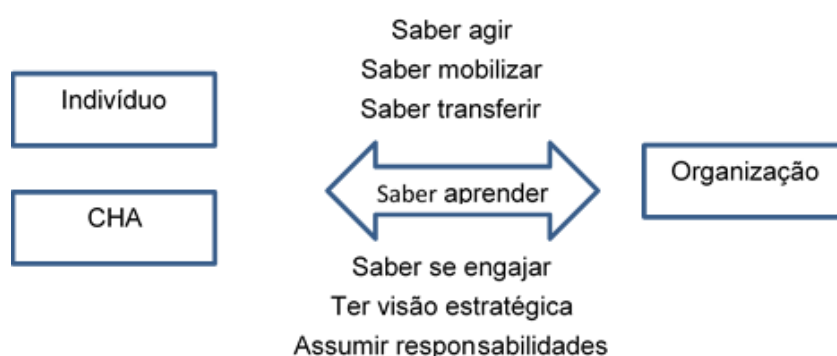 Saber agir
Saber mobilizar
Saber transferir
Indivíduo
CHA
Saber aprender
Organização
Saber se engajar
Ter visão estratégica
Assumir responsabilidades